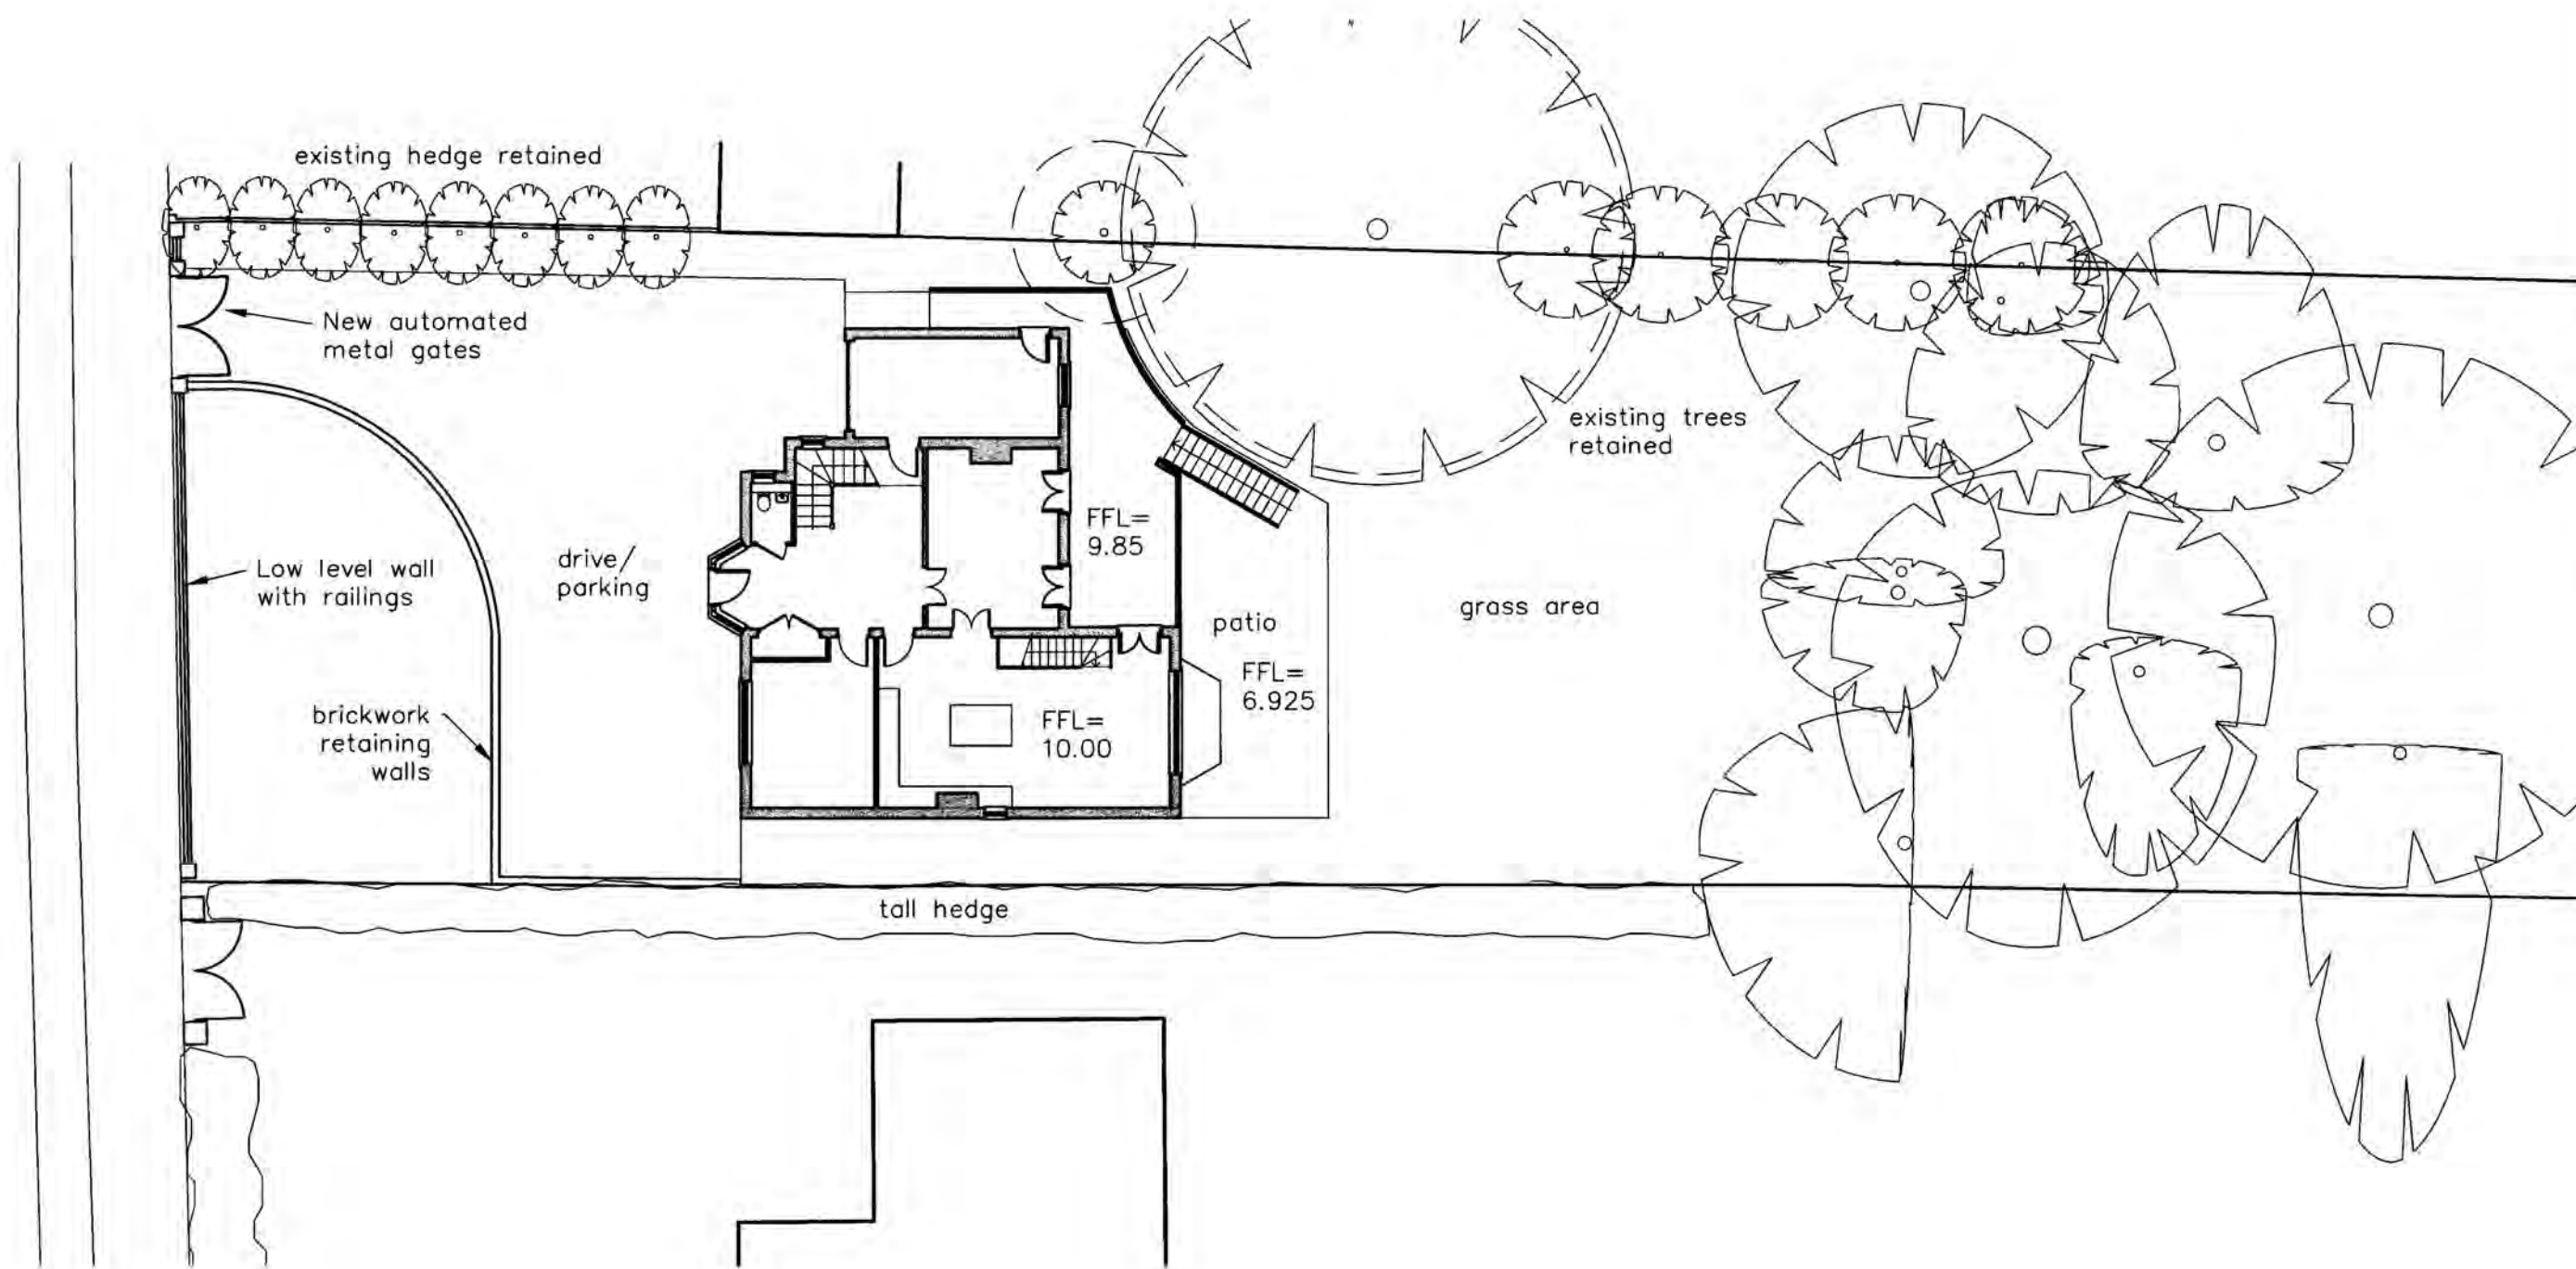 existing hedge retained
New automated
metal gates
existing trees
retained
FFL=
9.85
drive/
parking
Low level wall
with railings
grass area
patio
FFL=
6.925
brickwork
retaining
walls
FFL=
10.00
tall hedge